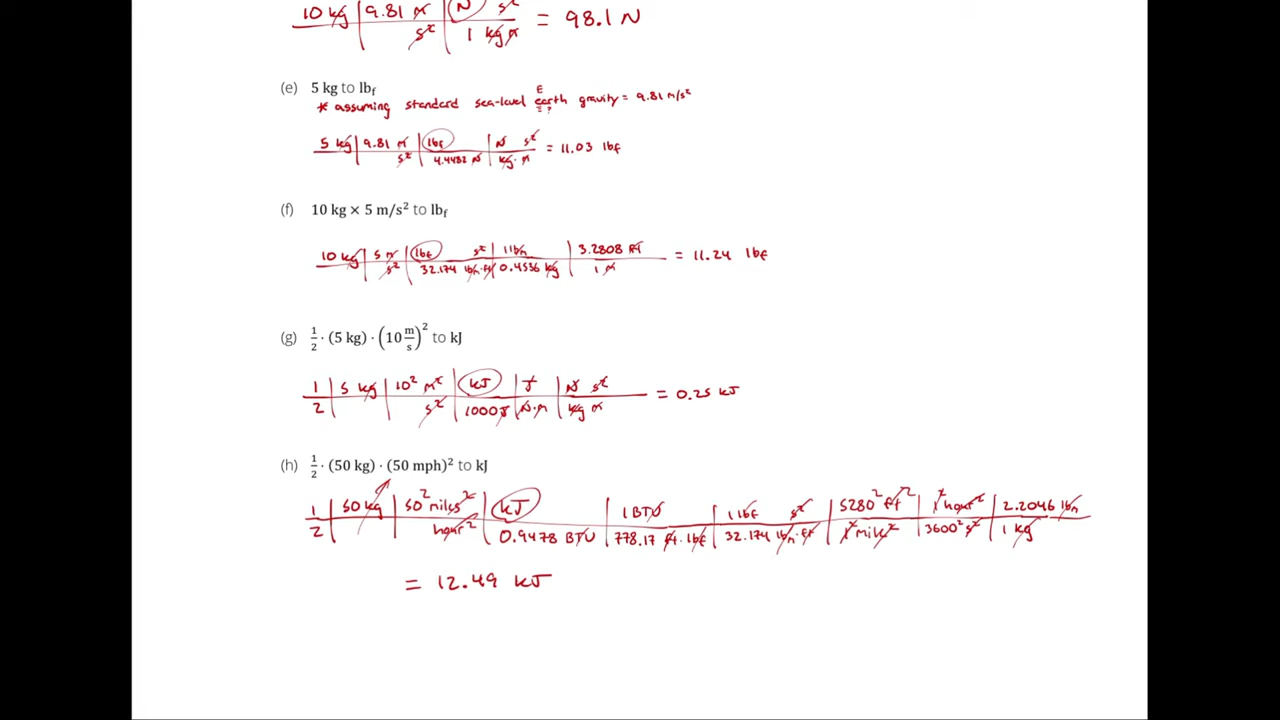 10 kg | 9.81 m | N s² = 98.1 N
s² | 1 kg m
(e) 5 kg to lbf
E
* assuming standard sea-level earth gravity = 9.81 m/s²
5 kg | 9.81 m | lbf | N s² = 11.03 lbf
s² | 4.4482 N | kg·m
(f) 10 kg × 5 m/s² to lbf
10 kg | 5 m | lbf s² | 1 lbm | 3.2808 ft = 11.24 lbf
s² | 32.174 lbm·ft | 0.4536 kg | 1 m
(g) 1/2 · (5 kg) · (10 m/s)² to kJ
1 | 5 kg | 10² m² | kJ | J | N s² = 0.25 kJ
2 | s² | 1000 J | N·m | kg m
(h) 1/2 · (50 kg) · (50 mph)² to kJ
1 | 50 kg | 50² miles² | kJ | 1 BTU | 1 lbf s² | 5280² ft² | 1² hour² | 2.2046 lbm
2 | hour² | 0.9478 BTU | 778.17 ft·lbf | 32.174 lbm·ft | 1² mile² | 3600² s² | 1 kg
= 12.49 kJ